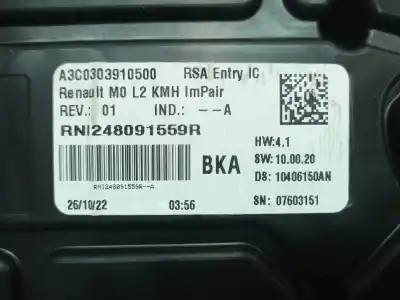 A3C0303910500 RSA Entry IC
Renault M0 L2 KMH ImPair
REV.: 01 IND.: --A
RNI248091559R
HW:4.1
BKA
SW: 10.00.20
D8: 10406150AN
RNI248091559R--A
26/10/22 03:56 SN: 07603151